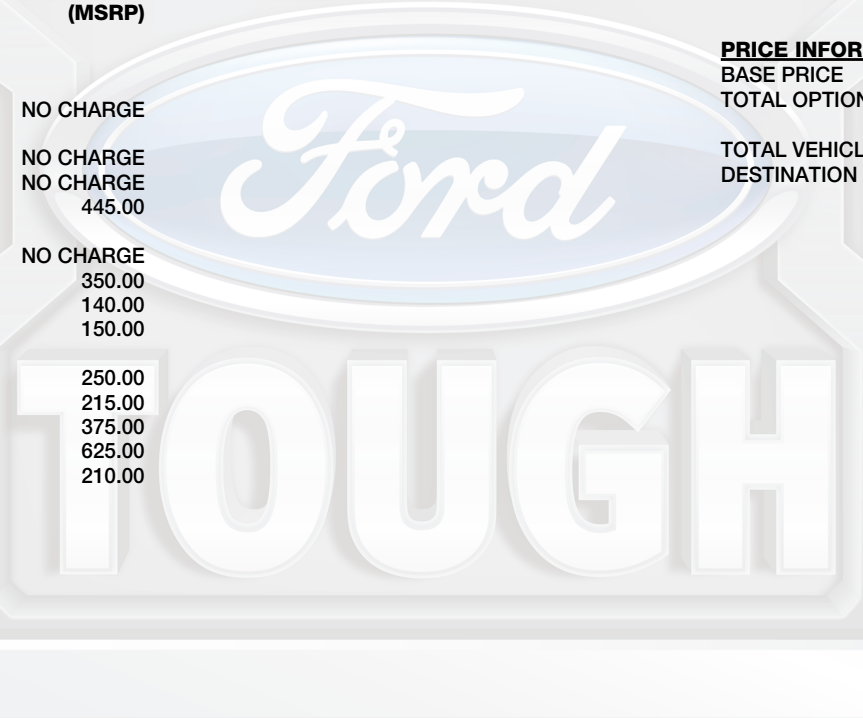 (MSRP)
NO CHARGE
NO CHARGE
NO CHARGE
445.00
NO CHARGE
350.00
140.00
150.00
250.00
215.00
375.00
625.00
210.00
PRICE INFOR
BASE PRICE
TOTAL OPTION
TOTAL VEHICL
DESTINATION
Ford
TOUGH